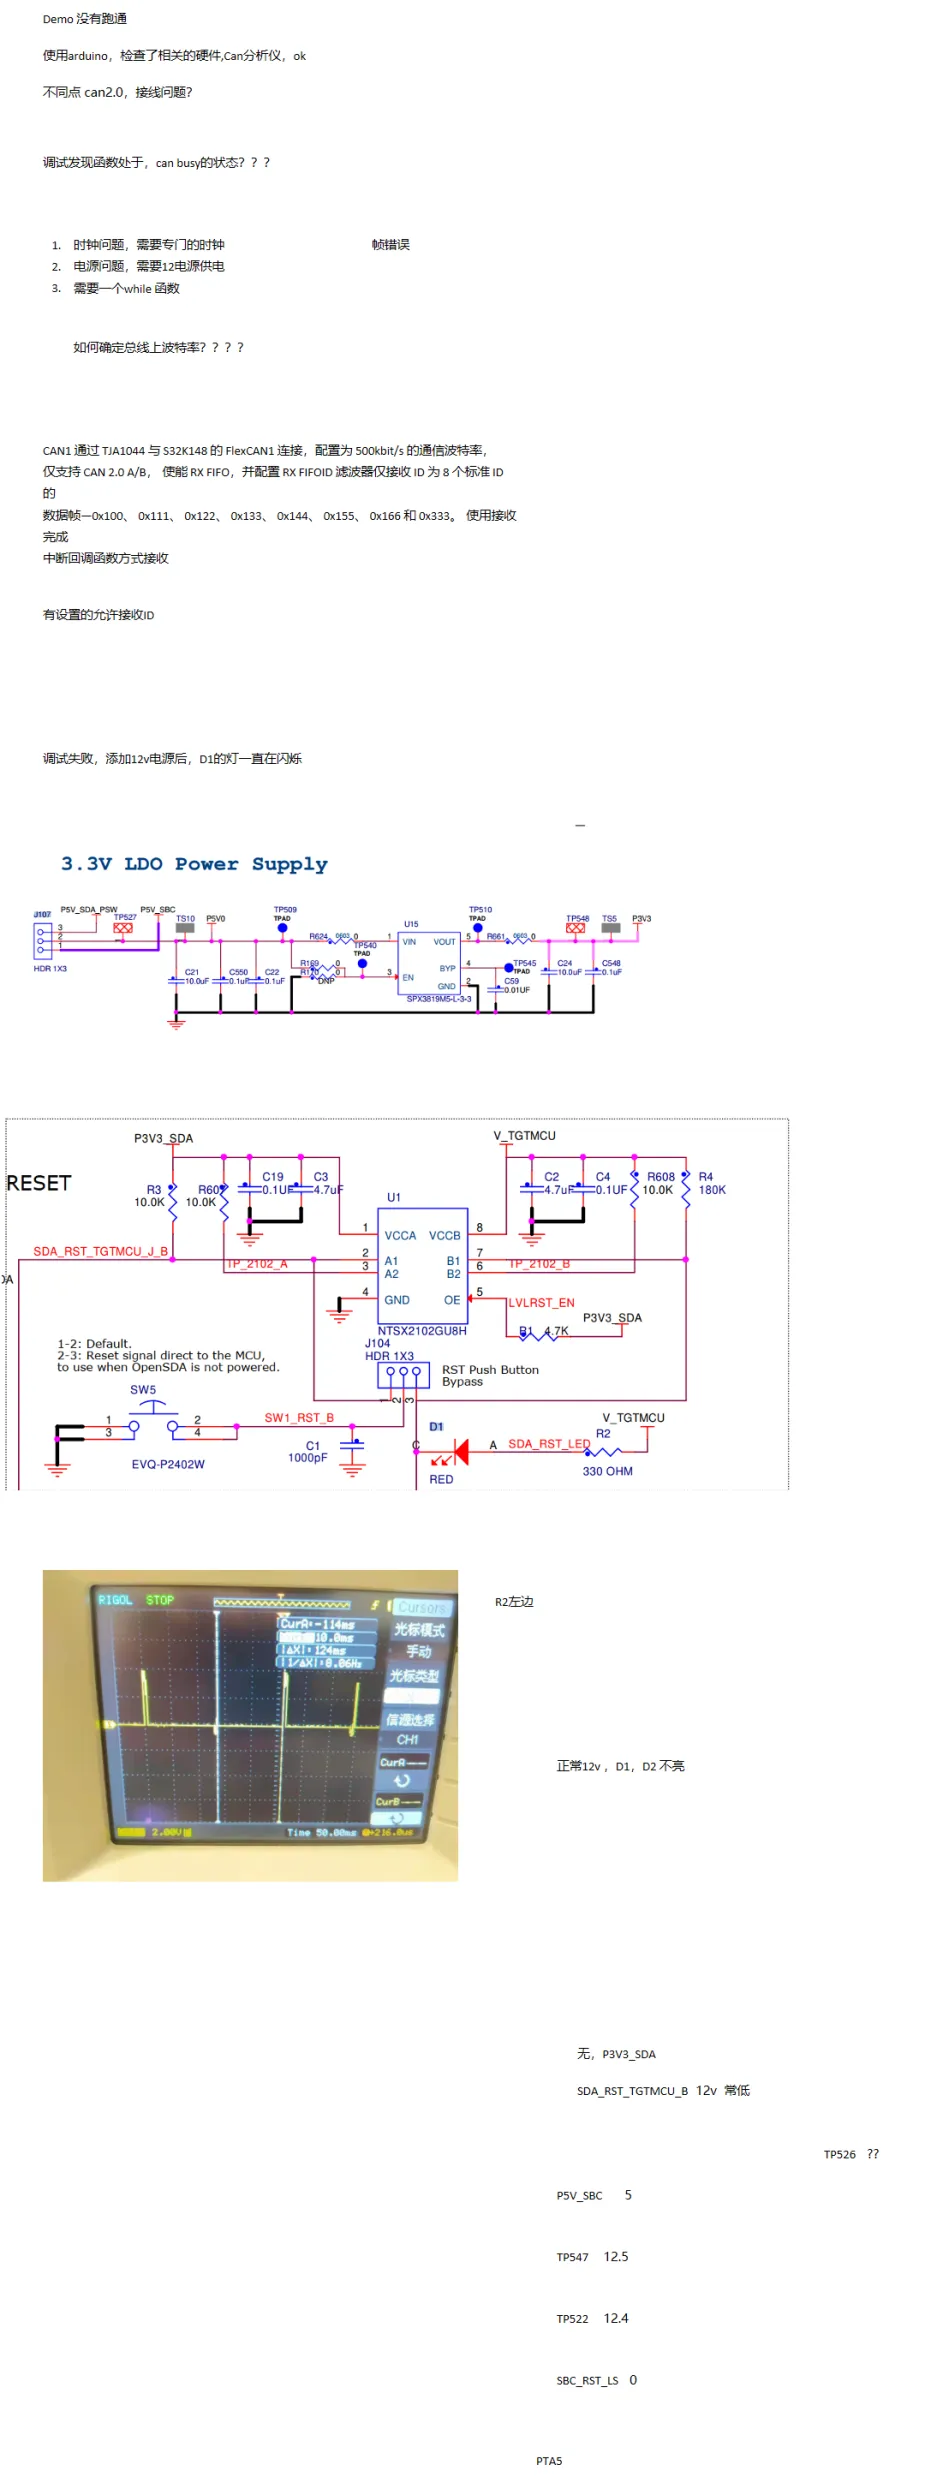 Demo 没有跑通
使用arduino，检查了相关的硬件,Can分析仪，ok
不同点 can2.0，接线问题？
调试发现函数处于，can busy的状态？？？
1. 时钟问题，需要专门的时钟 帧错误
2. 电源问题，需要12电源供电
3. 需要一个while 函数
如何确定总线上波特率？？？？
CAN1 通过 TJA1044 与 S32K148 的 FlexCAN1 连接，配置为 500kbit/s 的通信波特率，
仅支持 CAN 2.0 A/B， 使能 RX FIFO，并配置 RX FIFOID 滤波器仅接收 ID 为 8 个标准 ID
的
数据帧—0x100、 0x111、 0x122、 0x133、 0x144、 0x155、 0x166 和 0x333。 使用接收
完成
中断回调函数方式接收
有设置的允许接收ID
调试失败，添加12v电源后，D1的灯一直在闪烁
3.3V LDO Power Supply
J107
P5V_SDA_PSW
TP527
P5V_SBC
TS10
P5V0
TP509
TPAD
U15
TP510
TPAD
TP548
TS5
P3V3
3
2
1
HDR 1X3
R624 0603 0
TP540
TPAD
1 VIN VOUT 5
R661 0603 0
R169 0
R170 0
DNP
3 EN
BYP 4
GND 2
TP545
TPAD
C21
10.0uF
C550
0.1uF
C22
0.1uF
C59
0.01UF
C24
10.0uF
C548
0.1uF
SPX3819M5-L-3-3
P3V3_SDA
V_TGTMCU
RESET
R3
10.0K
R60
10.0K
C19
0.1UF
C3
4.7uF
U1
C2
4.7uF
C4
0.1UF
R608
10.0K
R4
180K
1 VCCA VCCB 8
SDA_RST_TGTMCU_J_B
2 A1 B1 7
TP_2102_A
3 A2 B2 6
TP_2102_B
DA
4 GND OE 5
LVLRST_EN
P3V3_SDA
R1 4.7K
NTSX2102GU8H
1-2: Default.
2-3: Reset signal direct to the MCU,
to use when OpenSDA is not powered.
J104
HDR 1X3
RST Push Button
Bypass
1 2 3
SW5
1 2
3 4
SW1_RST_B
EVQ-P2402W
C1
1000pF
D1
C A
RED
SDA_RST_LED
R2
330 OHM
V_TGTMCU
RIGOL STOP
CurA:-114ms
10.0ms
|ΔX|: 124ms
|1/ΔX|:8.06Hz
Cursors
光标模式
手动
光标类型
信源选择
CH1
CurA
CurB
2.00V
Time 50.00ms
+216.0us
R2左边
正常12v ，D1，D2 不亮
无，P3V3_SDA
SDA_RST_TGTMCU_B 12v 常低
TP526 ??
P5V_SBC 5
TP547 12.5
TP522 12.4
SBC_RST_LS 0
PTA5